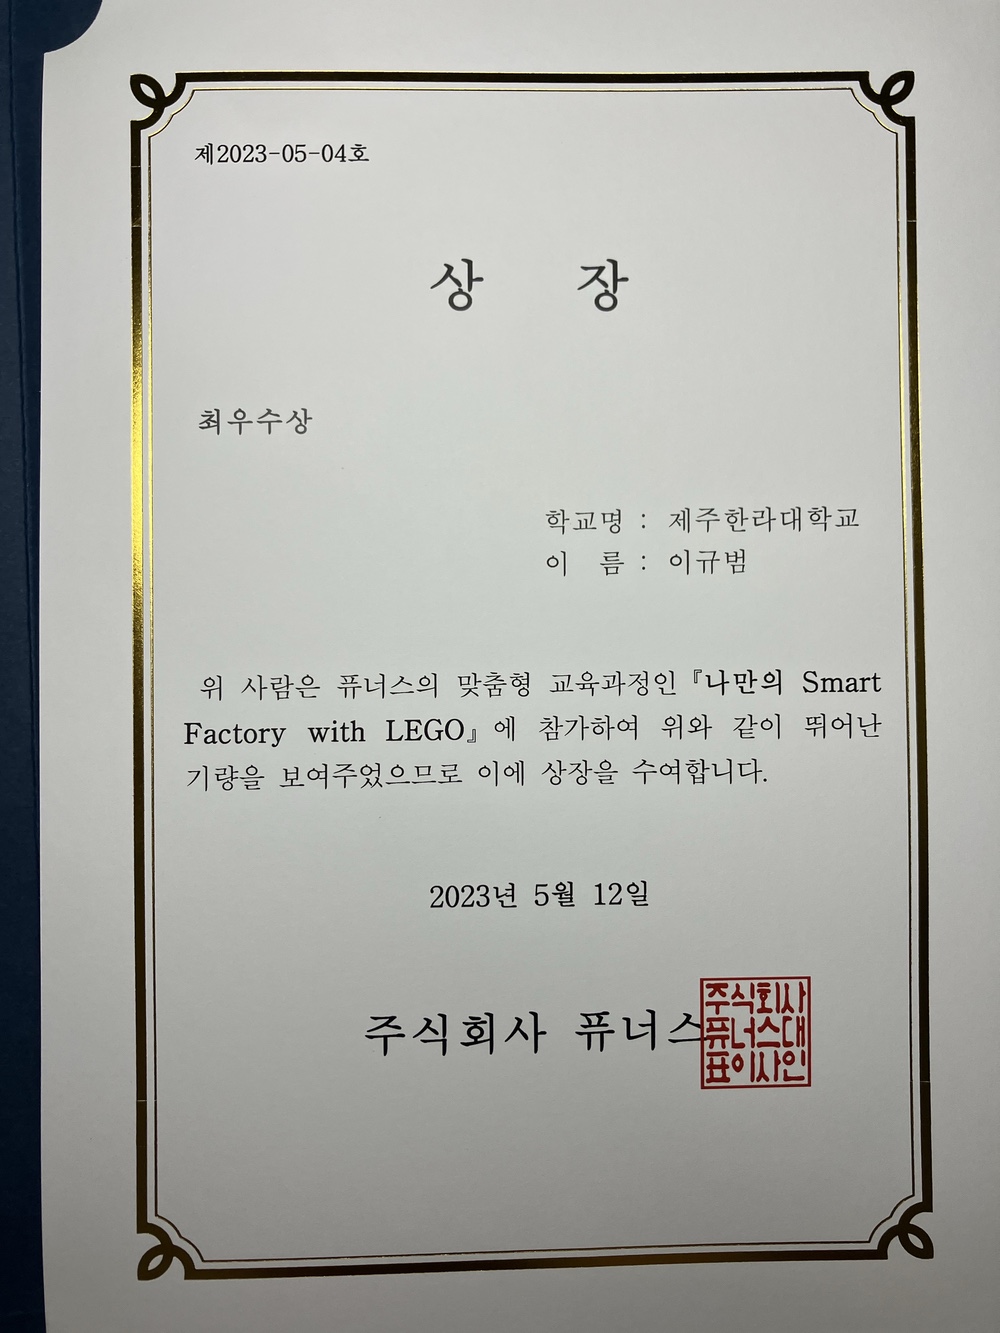 제2023-05-04호
상 장
최우수상
학교명 : 제주한라대학교
이 름 : 이규범
위 사람은 퓨너스의 맞춤형 교육과정인 『나만의 Smart
Factory with LEGO』에 참가하여 위와 같이 뛰어난
기량을 보여주었으므로 이에 상장을 수여합니다.
2023년 5월 12일
주식회사 퓨너스
주식회사
퓨너스대
표이사인